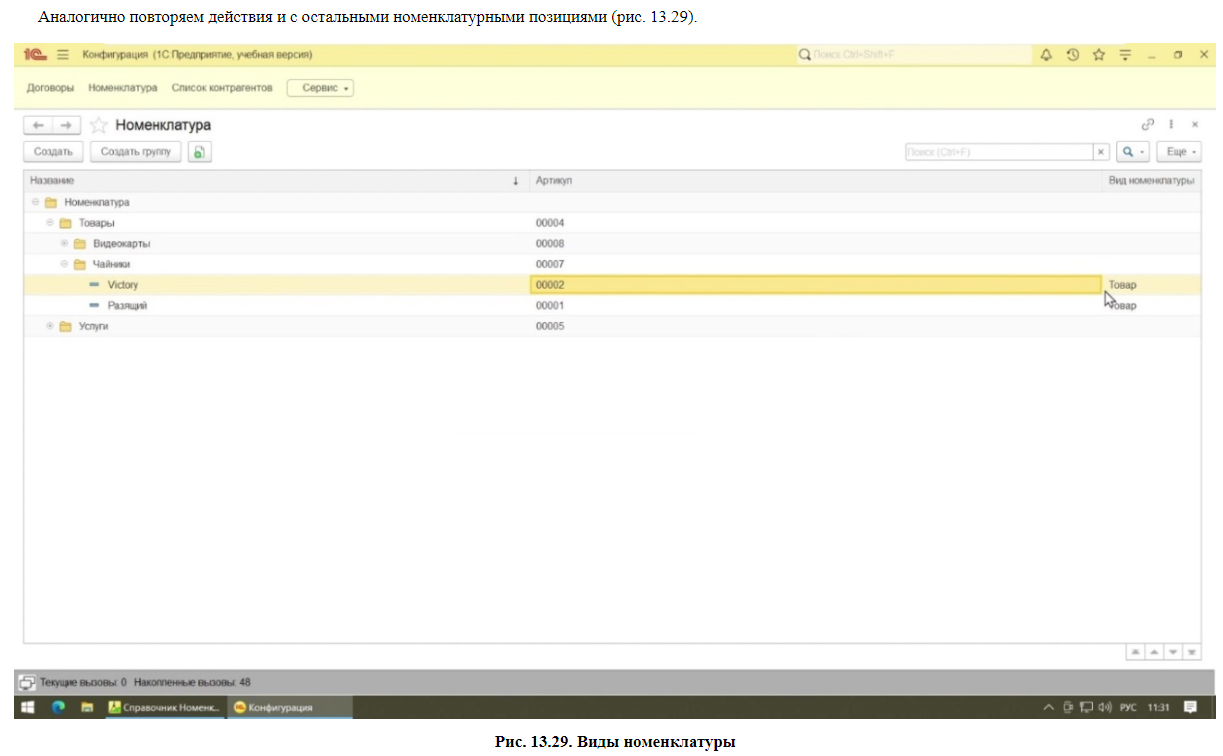 Аналогично повторяем действия и с остальными номенклатурными позициями (рис. 13.29).
1С Конфигурация (1С:Предприятие, учебная версия) Поиск Ctrl+Shift+F
Договоры Номенклатура Список контрагентов Сервис
Номенклатура
Создать Создать группу Поиск (Ctrl+F) Еще
Название Артикул Вид номенклатуры
Номенклатура
Товары 00004
Видеокарты 00008
Чайники 00007
Victory 00002 Товар
Разящий 00001 Товар
Услуги 00005
Текущие вызовы: 0 Накопленные вызовы: 48
Справочник Номенк... Конфигурация РУС 11:31
Рис. 13.29. Виды номенклатуры